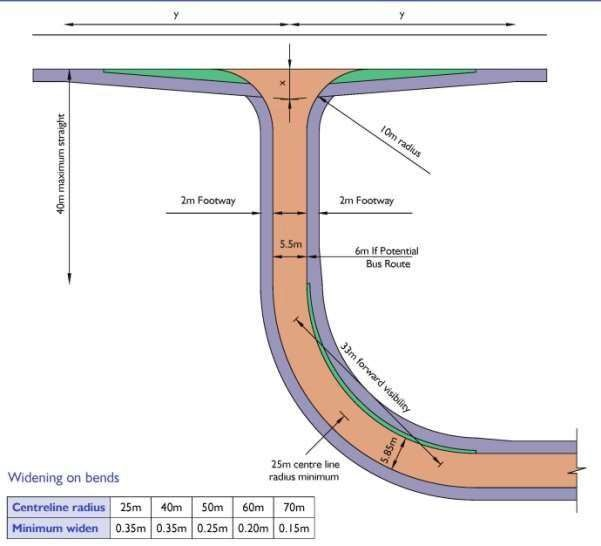 y y
x
10m radius
40m maximum straight
2m Footway 2m Footway
5.5m
6m If Potential
Bus Route
33m forward visibility
5.85m
25m centre line
radius minimum
Widening on bends
Centreline radius 25m 40m 50m 60m 70m
Minimum widen 0.35m 0.35m 0.25m 0.20m 0.15m